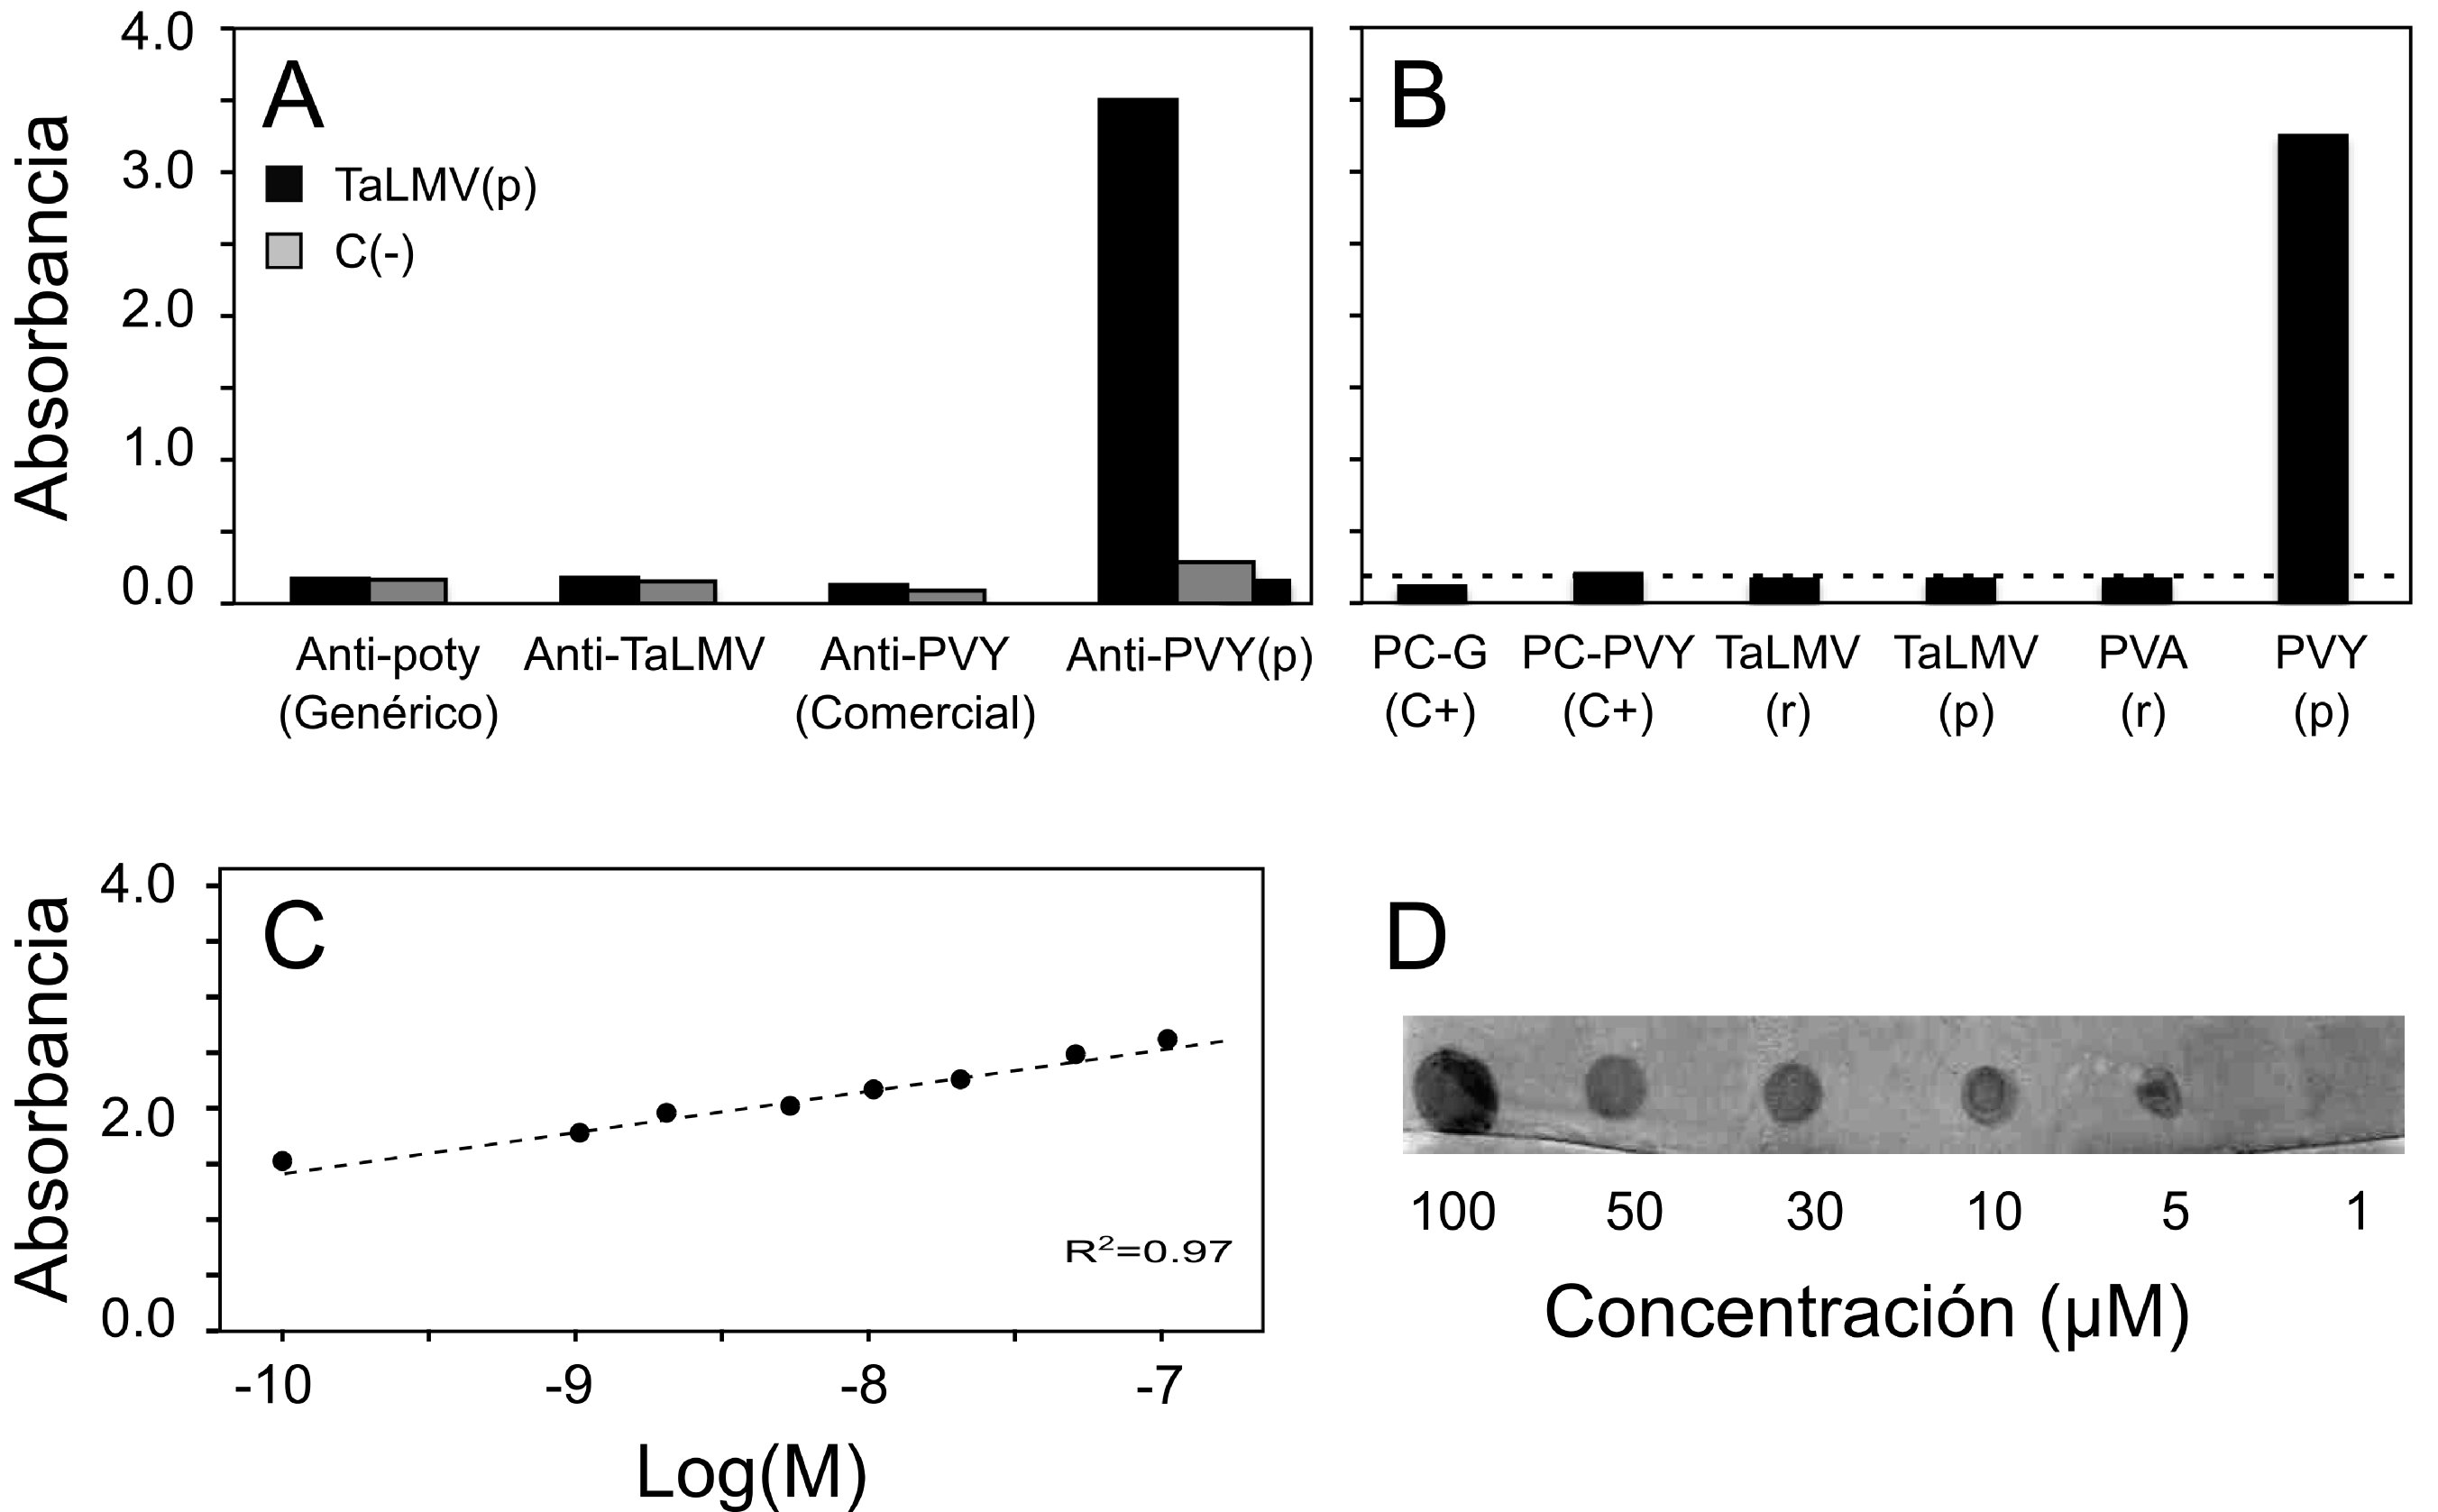 A
Absorbancia
4.0
3.0
2.0
1.0
0.0
TaLMV(p)
C(-)
Anti-poty
(Genérico)
Anti-TaLMV
Anti-PVY
(Comercial)
Anti-PVY(p)
B
PC-G
(C+)
PC-PVY
(C+)
TaLMV
(r)
TaLMV
(p)
PVA
(r)
PVY
(p)
C
Absorbancia
4.0
2.0
0.0
R²=0.97
-10 -9 -8 -7
Log(M)
D
100 50 30 10 5 1
Concentración (µM)